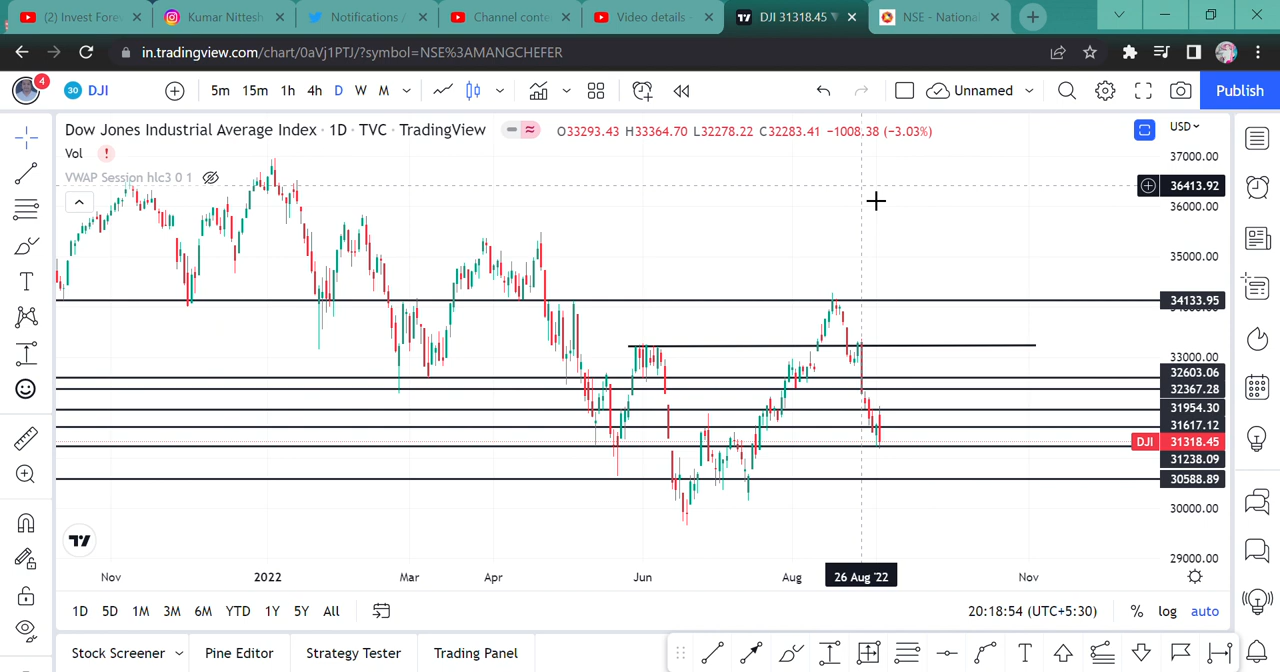 (2) Invest Fore
Kumar Nittesh
Notifications /
Channel conte
Video details -
DJI 31318.45
NSE - Nationa
in.tradingview.com/chart/0aVj1PTJ/?symbol=NSE%3AMANGCHEFER
4
30 DJI 5m 15m 1h 4h D W M Unnamed Publish
Dow Jones Industrial Average Index · 1D · TVC · TradingView O33293.43 H33364.70 L32278.22 C32283.41 −1008.38 (−3.03%) USD
Vol !
VWAP Session hlc3 0 1
37000.00
36413.92
36000.00
35000.00
34133.95
33000.00
32603.06
32367.28
31954.30
31617.12
DJI 31318.45
31238.09
30588.89
30000.00
29000.00
Nov 2022 Mar Apr Jun Aug 26 Aug '22 Nov
1D 5D 1M 3M 6M YTD 1Y 5Y All 20:18:54 (UTC+5:30) % log auto
Stock Screener Pine Editor Strategy Tester Trading Panel